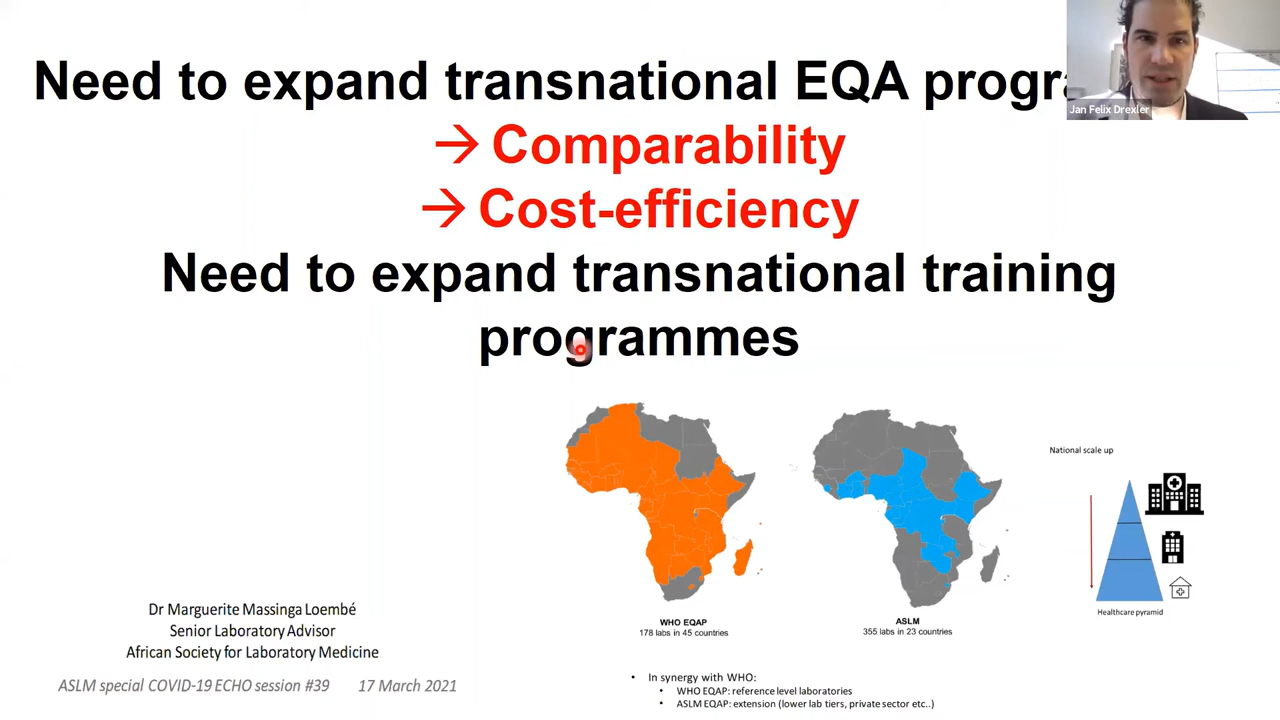 Need to expand transnational EQA progra
Jan Felix Drexler
→ Comparability
→ Cost-efficiency
Need to expand transnational training
programmes
National scale up
Healthcare pyramid
WHO EQAP
178 labs in 45 countries
ASLM
355 labs in 23 countries
Dr Marguerite Massinga Loembé
Senior Laboratory Advisor
African Society for Laboratory Medicine
ASLM special COVID-19 ECHO session #39 17 March 2021
• In synergy with WHO:
• WHO EQAP: reference level laboratories
• ASLM EQAP: extension (lower lab tiers, private sector etc..)